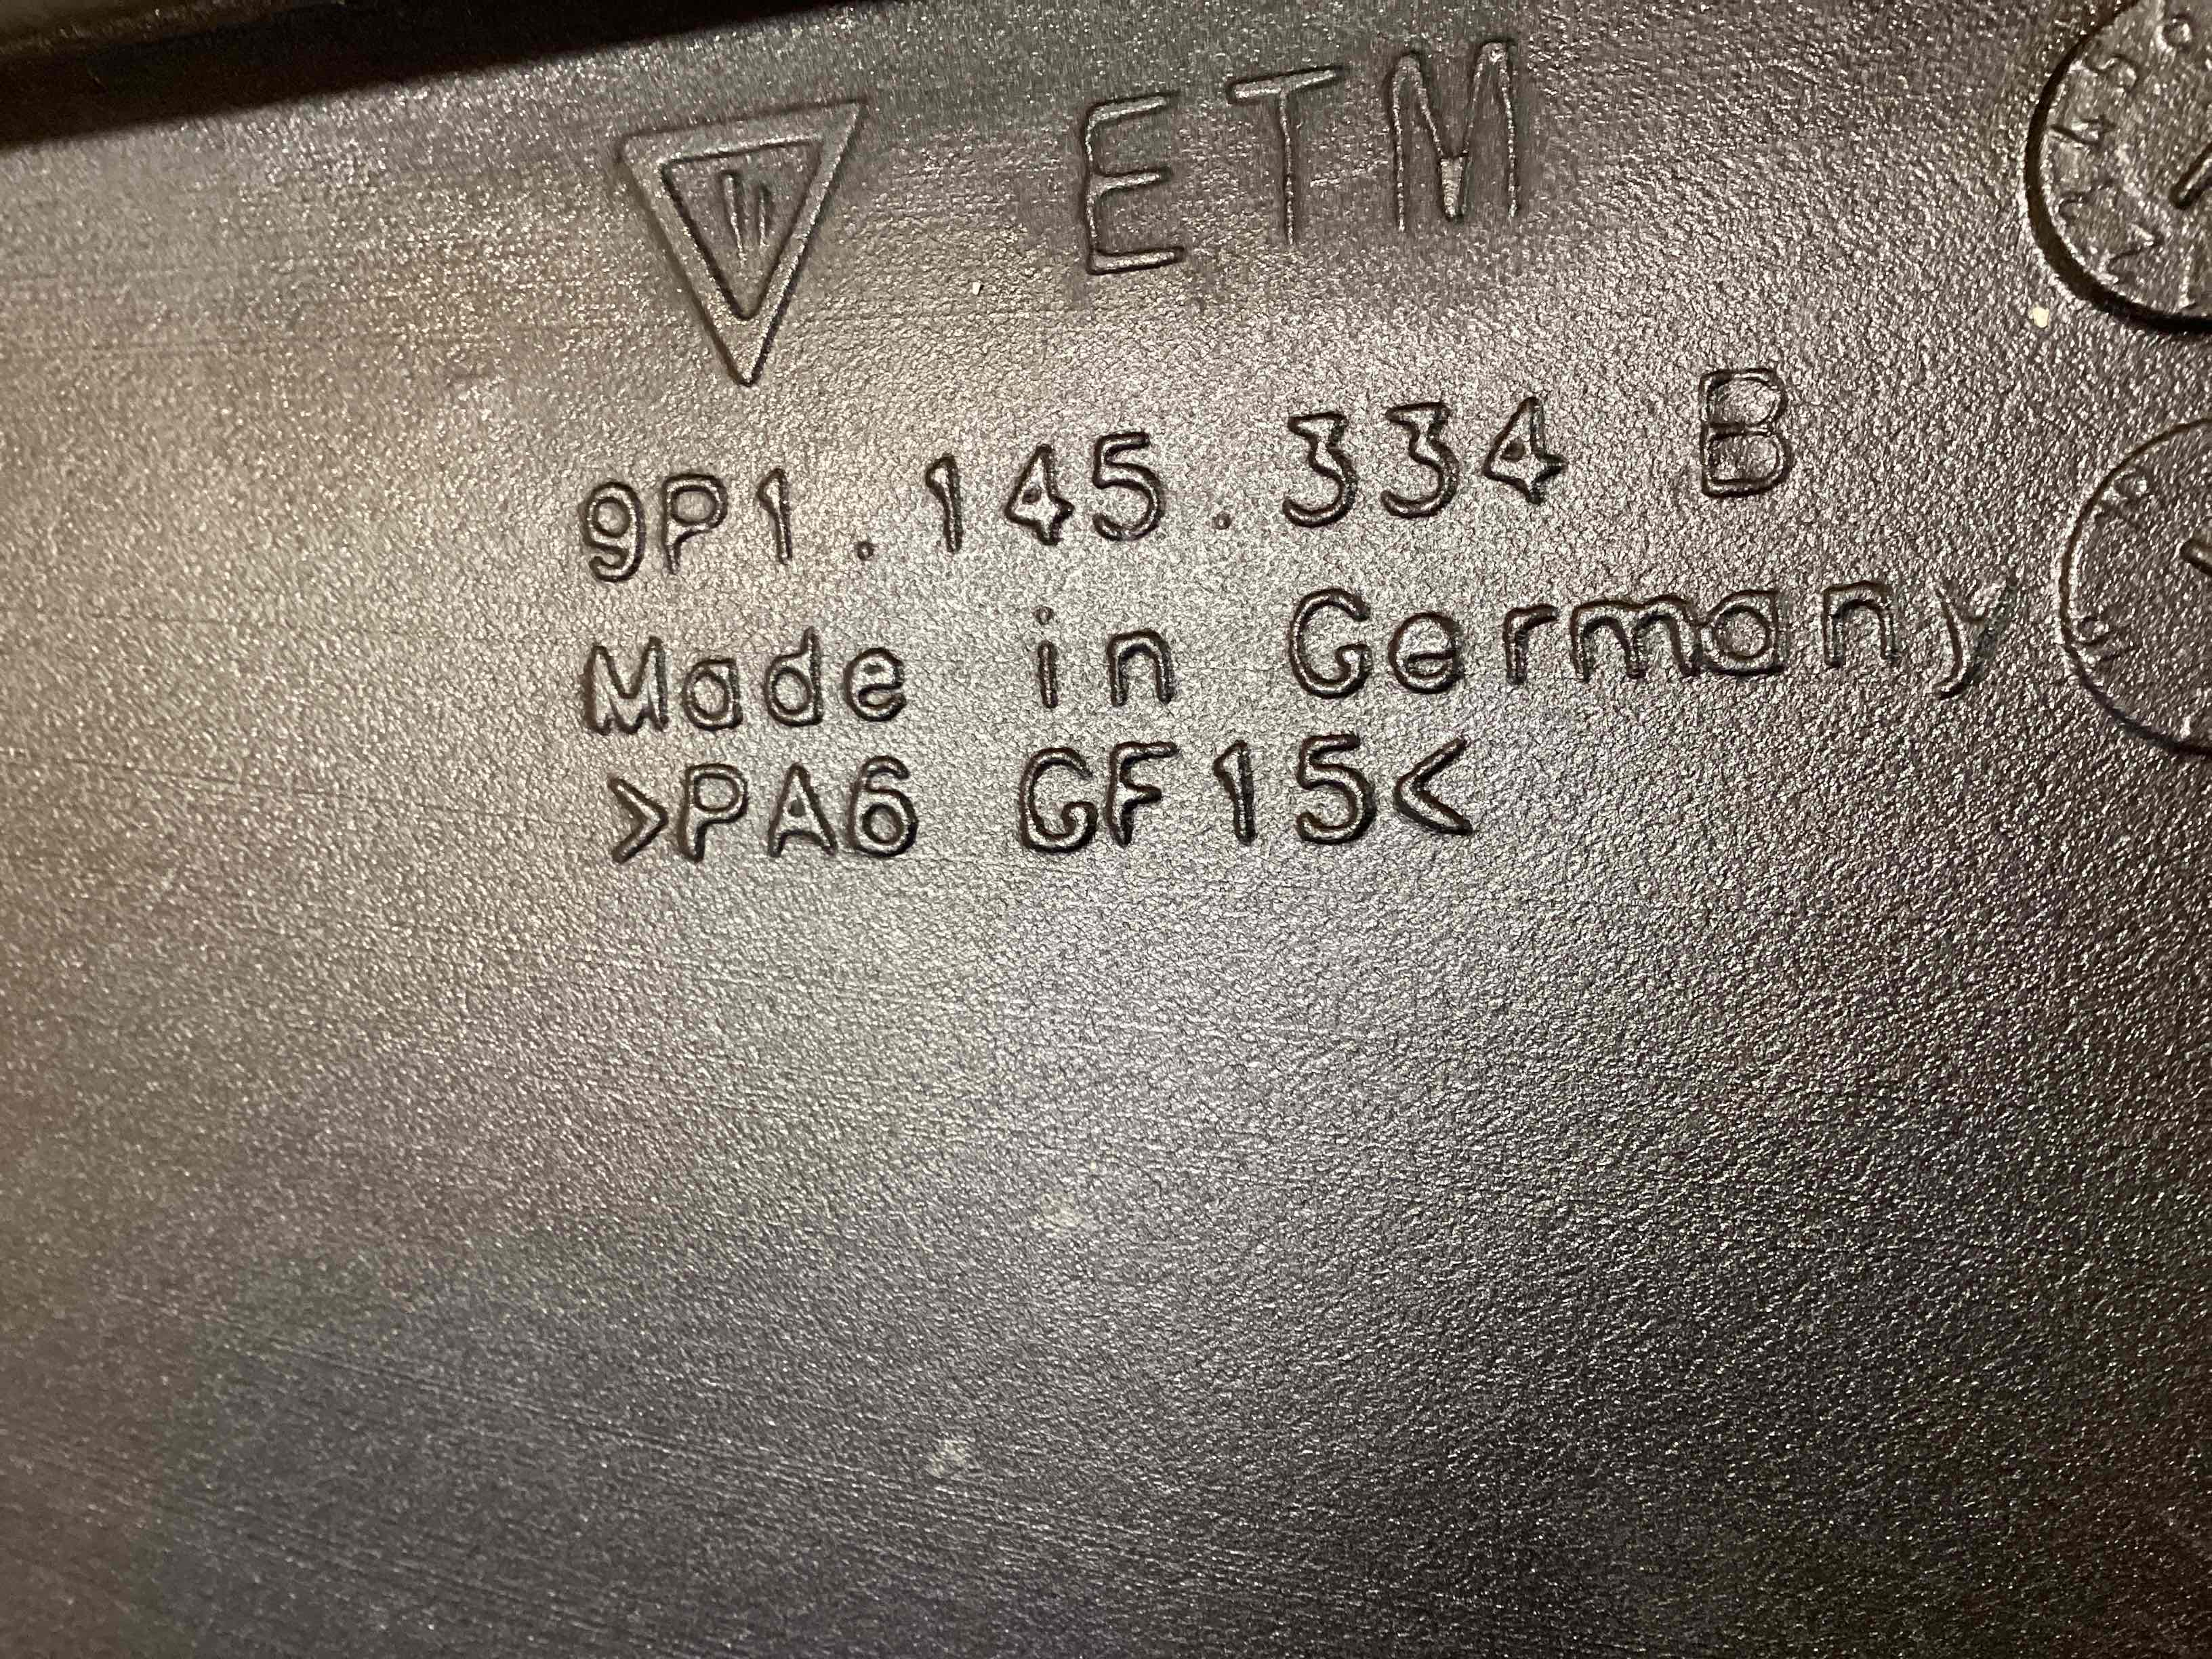 ETM
9P1.145.334 B
Made in Germany
>PA6 GF15<